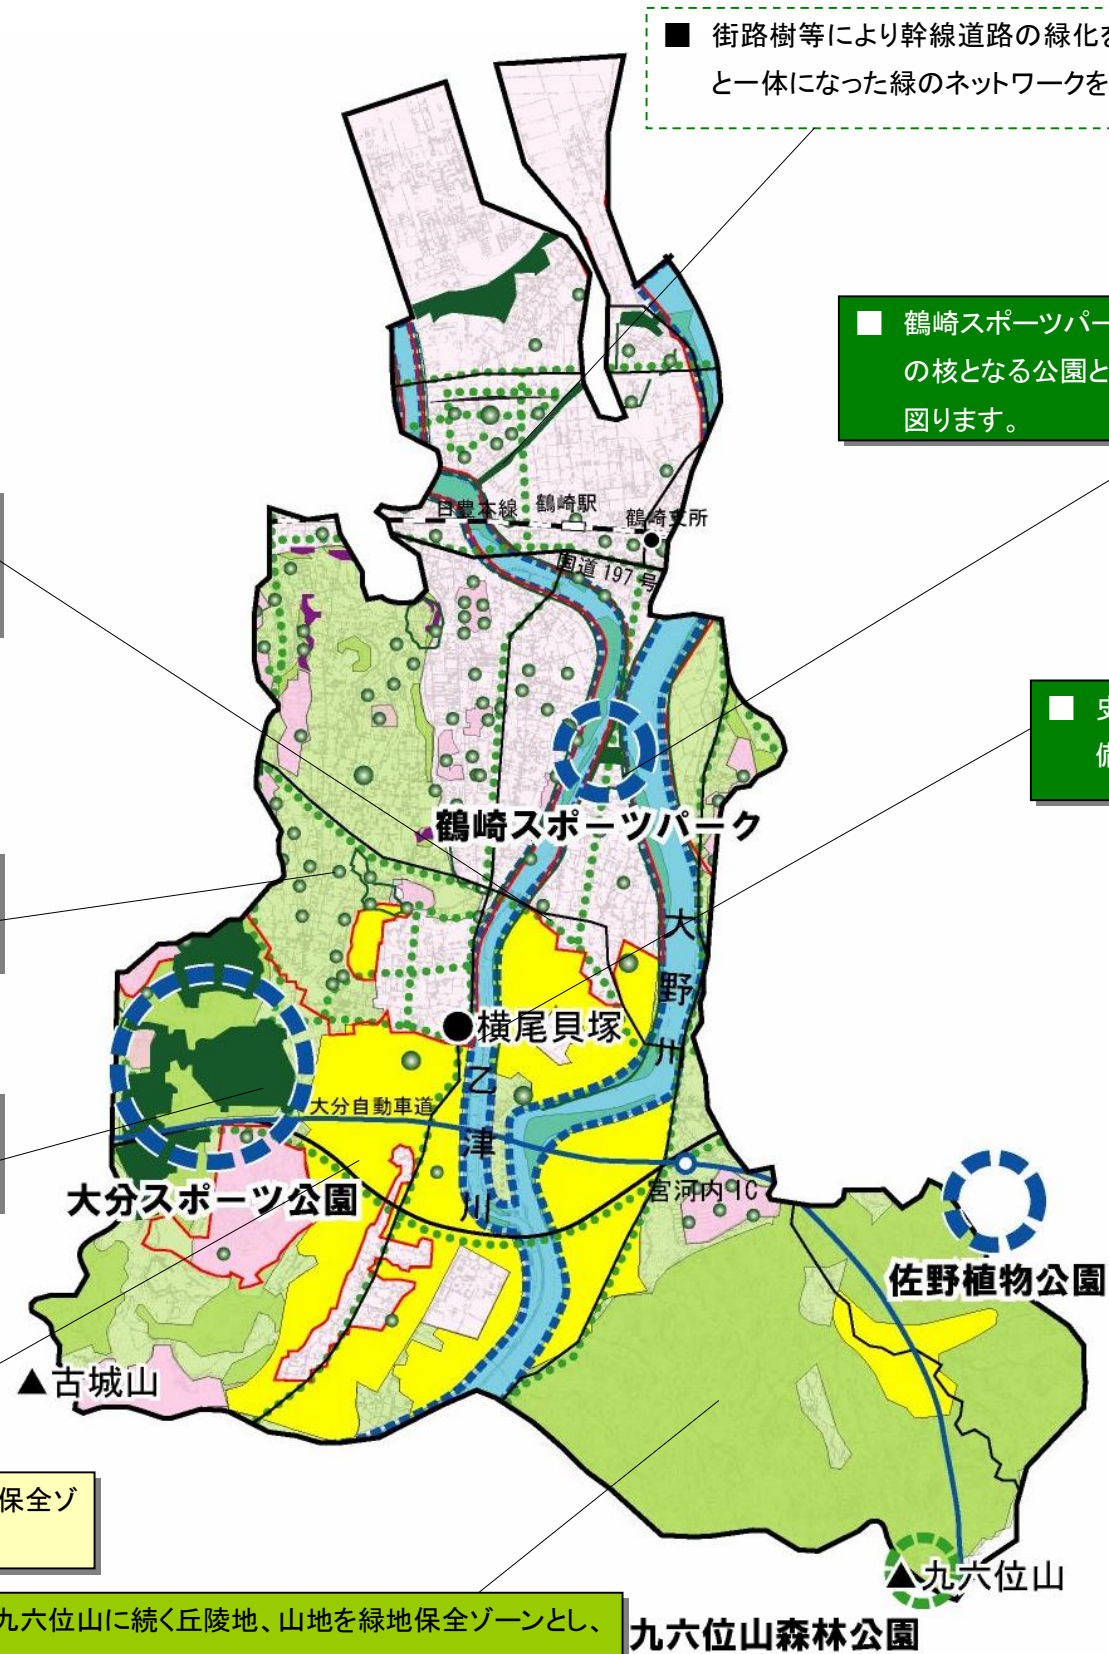 ■ 街路樹等により幹線道路の緑化を
と一体になった緑のネットワークを
■ 鶴崎スポーツパー
の核となる公園と
図ります。
日豊本線 鶴崎駅
鶴崎支所
国道197号
■
備
鶴崎スポーツパーク
大野川
横尾貝塚
乙津川
大分自動車道
大分スポーツ公園
宮河内IC
佐野植物公園
▲古城山
保全ゾ
▲九六位山
九六位山に続く丘陵地、山地を緑地保全ゾーンとし、
九六位山森林公園